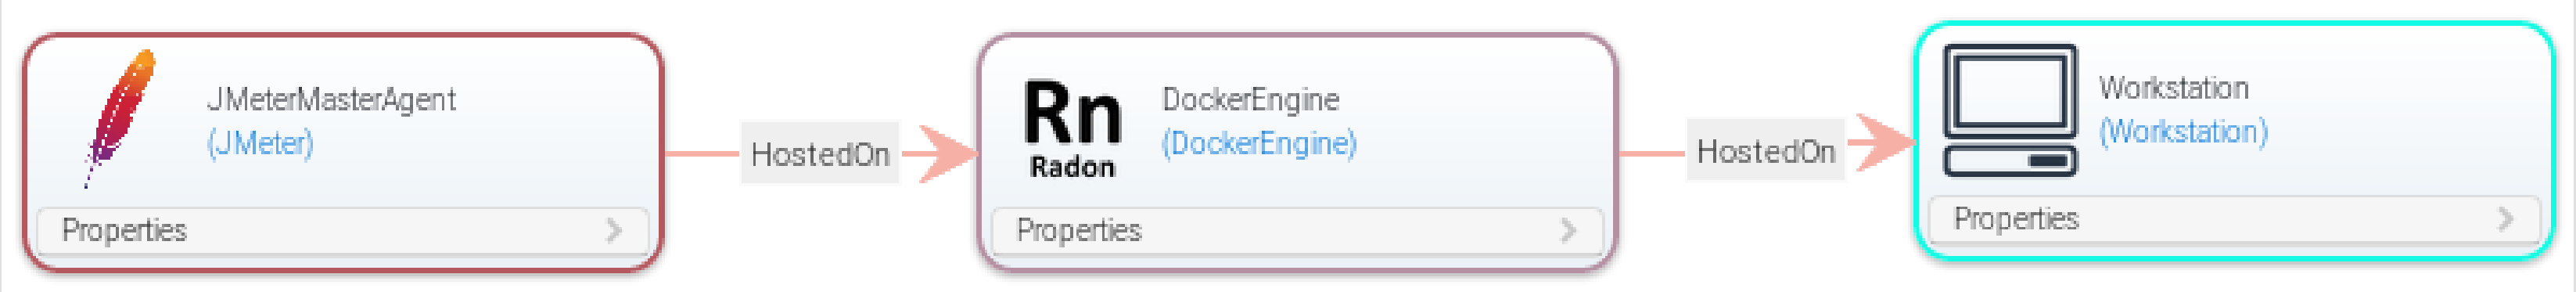 JMeterMasterAgent
(JMeter)
Properties
HostedOn
Rn
Radon
DockerEngine
(DockerEngine)
Properties
HostedOn
Workstation
(Workstation)
Properties